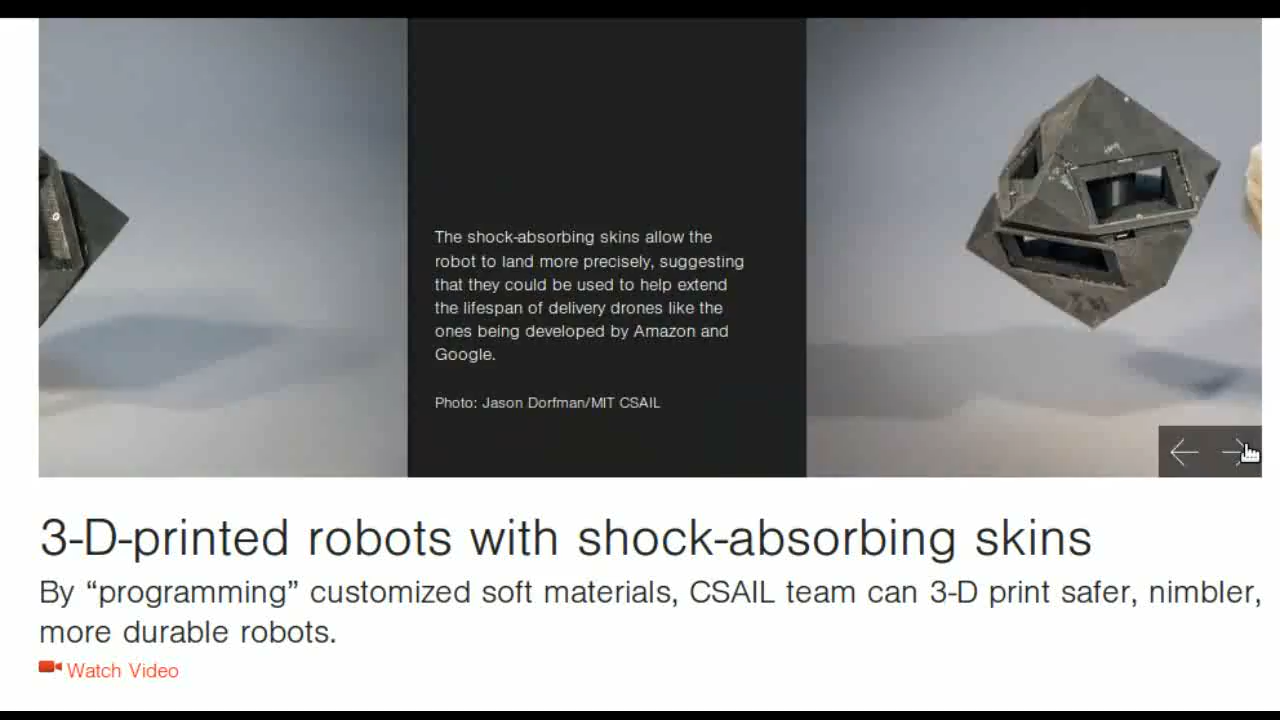 The shock-absorbing skins allow the
robot to land more precisely, suggesting
that they could be used to help extend
the lifespan of delivery drones like the
ones being developed by Amazon and
Google.
Photo: Jason Dorfman/MIT CSAIL
3-D-printed robots with shock-absorbing skins
By “programming” customized soft materials, CSAIL team can 3-D print safer, nimbler,
more durable robots.
Watch Video